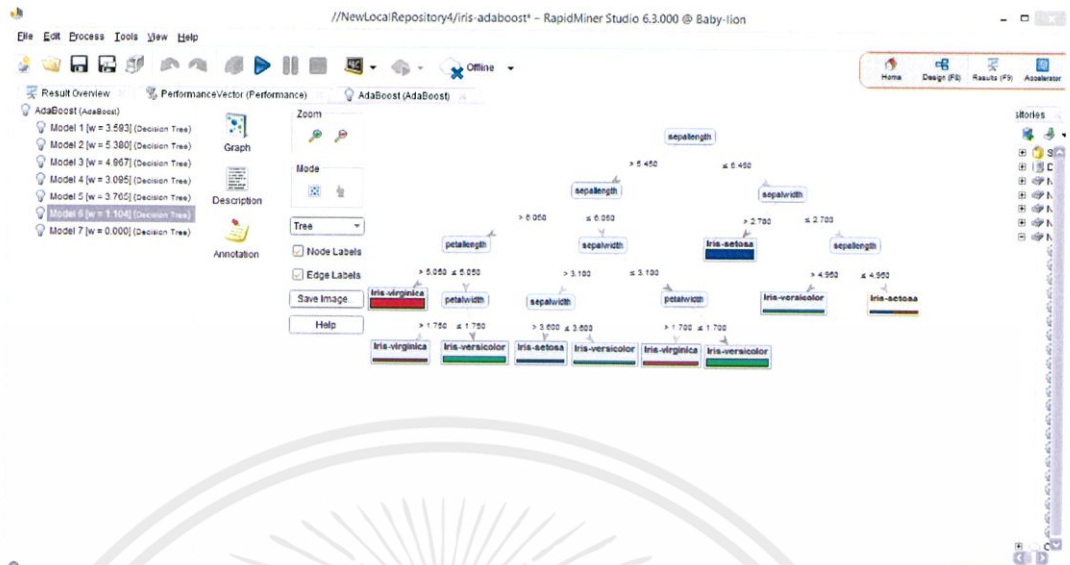 //NewLocalRepository4/iris-adaboost* – RapidMiner Studio 6.3.000 @ Baby-lion
File Edit Process Tools View Help
Offline
Home Design (F8) Results (F9) Accelerator
Result Overview PerformanceVector (Performance) AdaBoost (AdaBoost)
AdaBoost (AdaBoost)
Model 1 [w = 3.593] (Decision Tree)
Model 2 [w = 5.380] (Decision Tree)
Model 3 [w = 4.967] (Decision Tree)
Model 4 [w = 3.095] (Decision Tree)
Model 5 [w = 3.765] (Decision Tree)
Model 6 [w = 1.104] (Decision Tree)
Model 7 [w = 0.000] (Decision Tree)
Graph
Description
Annotation
Zoom
Mode
Tree
Node Labels
Edge Labels
Save Image...
Help
sepallength
> 5.450 ≤ 5.450
sepallength sepalwidth
> 6.050 ≤ 6.050 > 2.700 ≤ 2.700
petallength sepalwidth Iris-setosa sepallength
> 5.050 ≤ 5.050 > 3.100 ≤ 3.100 > 4.950 ≤ 4.950
Iris-virginica petalwidth sepalwidth petalwidth Iris-versicolor Iris-setosa
> 1.750 ≤ 1.750 > 3.600 ≤ 3.600 > 1.700 ≤ 1.700
Iris-virginica Iris-versicolor Iris-setosa Iris-versicolor Iris-virginica Iris-versicolor
sitories